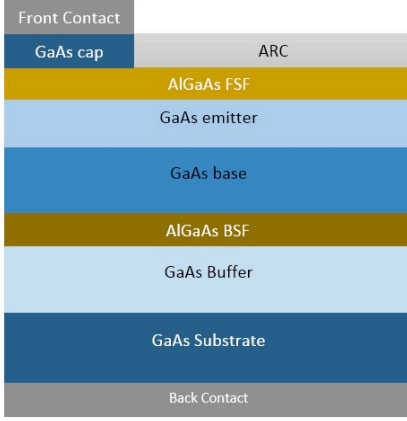 Front Contact
GaAs cap
ARC
AlGaAs FSF
GaAs emitter
GaAs base
AlGaAs BSF
GaAs Buffer
GaAs Substrate
Back Contact